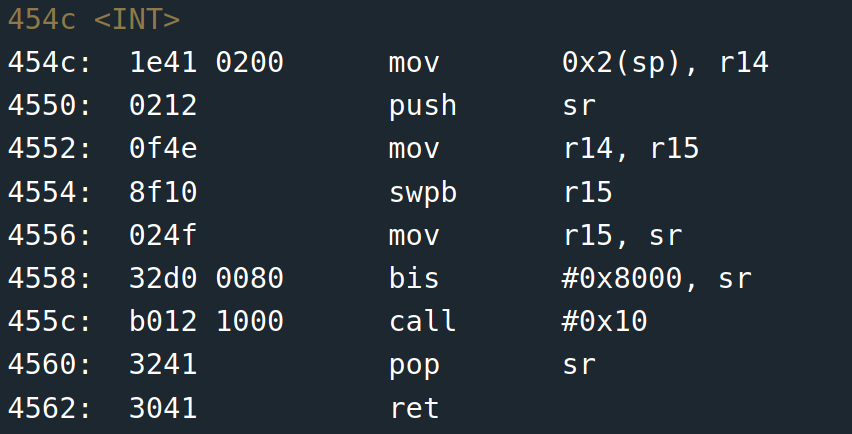 454c <INT>
454c: 1e41 0200 mov 0x2(sp), r14
4550: 0212 push sr
4552: 0f4e mov r14, r15
4554: 8f10 swpb r15
4556: 024f mov r15, sr
4558: 32d0 0080 bis #0x8000, sr
455c: b012 1000 call #0x10
4560: 3241 pop sr
4562: 3041 ret